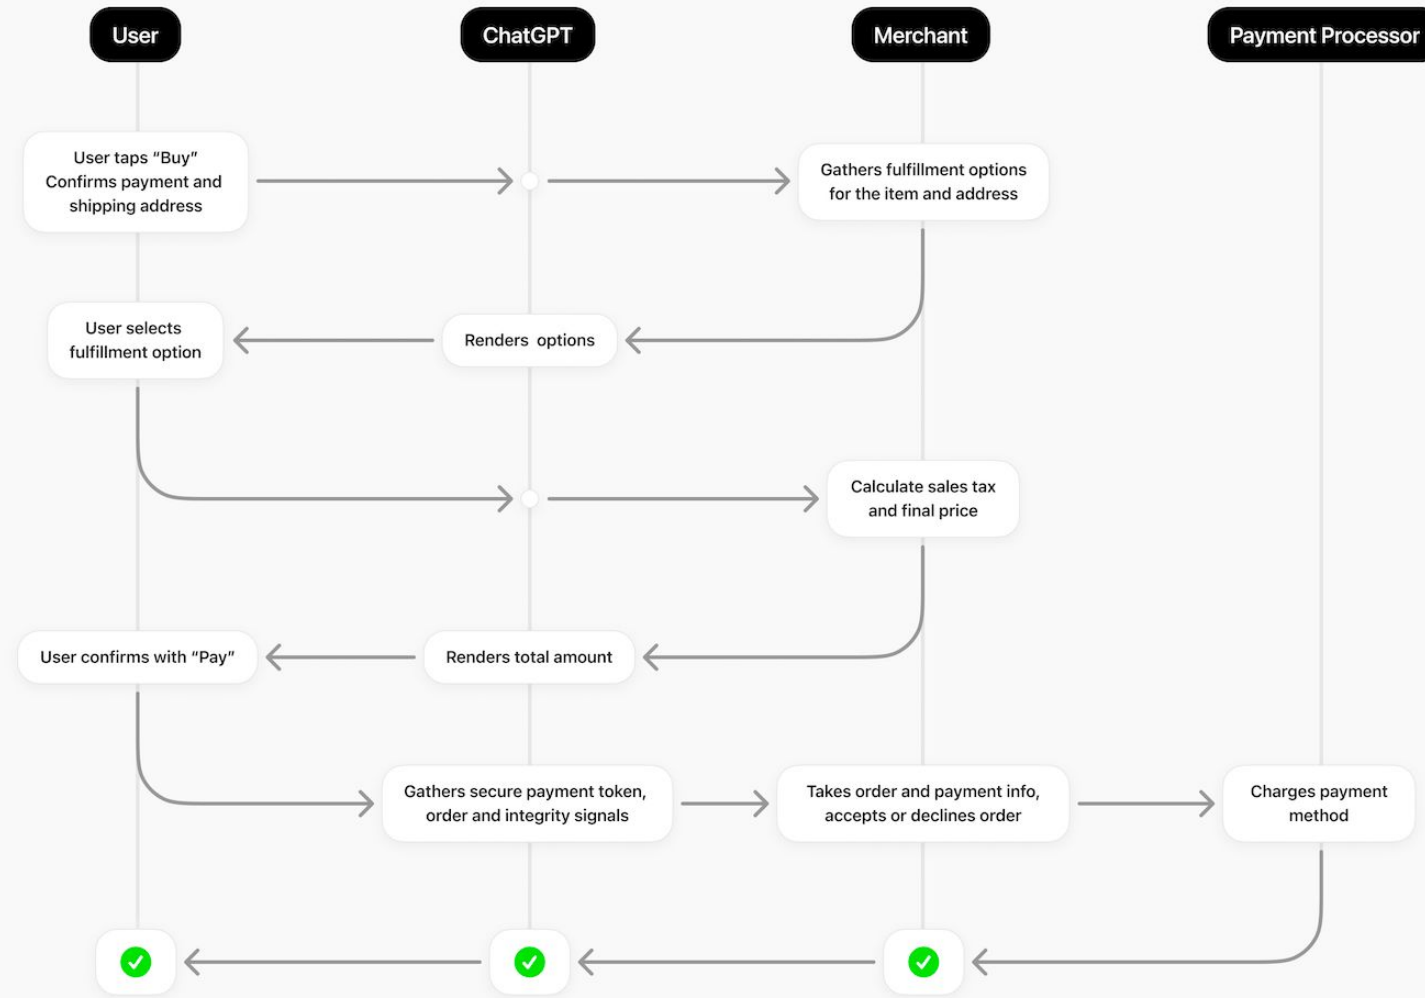 User
ChatGPT
Merchant
Payment Processor
User taps “Buy”
Confirms payment and
shipping address
Gathers fulfillment options
for the item and address
User selects
fulfillment option
Renders  options
Calculate sales tax
and final price
User confirms with “Pay”
Renders total amount
Gathers secure payment token,
order and integrity signals
Takes order and payment info,
accepts or declines order
Charges payment
method